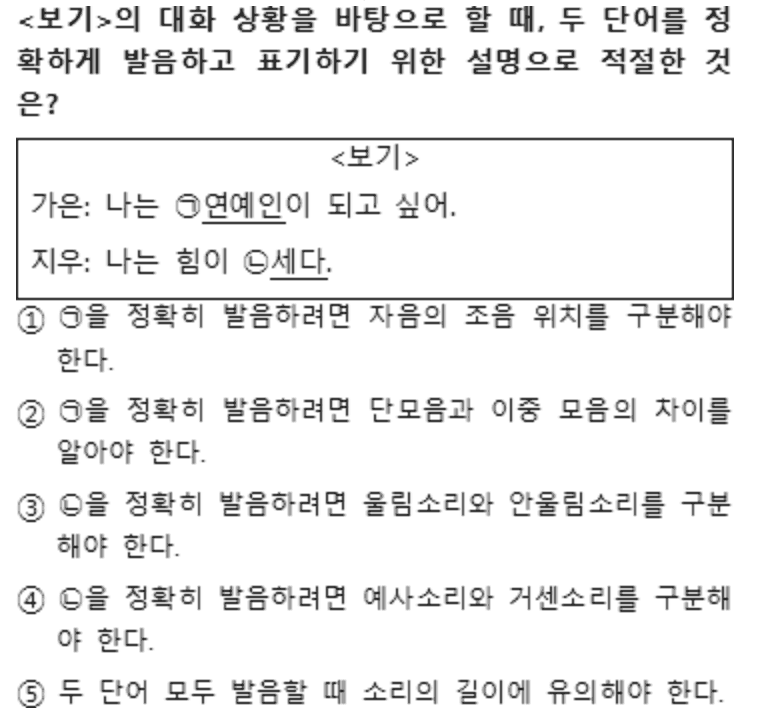 <보기>의 대화 상황을 바탕으로 할 때, 두 단어를 정
확하게 발음하고 표기하기 위한 설명으로 적절한 것
은?
<보기>
가은: 나는 ㉠연예인이 되고 싶어.
지우: 나는 힘이 ㉡세다.
① ㉠을 정확히 발음하려면 자음의 조음 위치를 구분해야
한다.
② ㉠을 정확히 발음하려면 단모음과 이중 모음의 차이를
알아야 한다.
③ ㉡을 정확히 발음하려면 울림소리와 안울림소리를 구분
해야 한다.
④ ㉡을 정확히 발음하려면 예사소리와 거센소리를 구분해
야 한다.
⑤ 두 단어 모두 발음할 때 소리의 길이에 유의해야 한다.